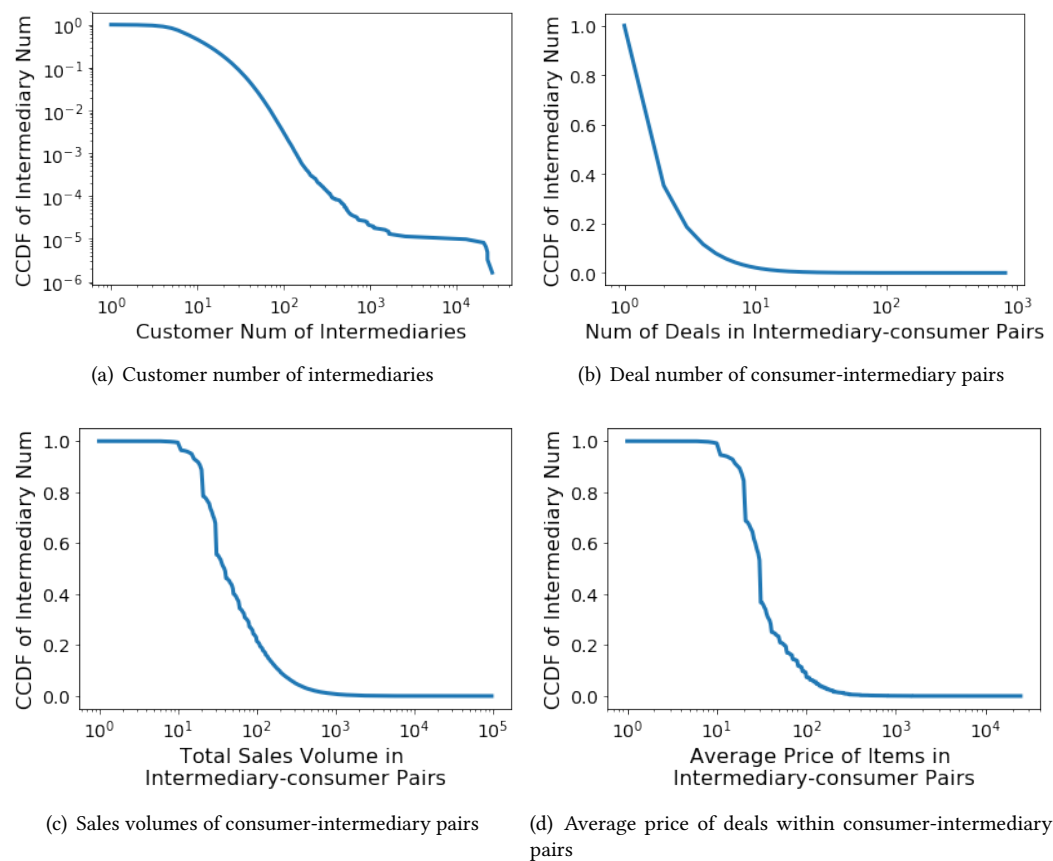 10^0
10^-1
10^-2
10^-3
10^-4
10^-5
10^-6
CCDF of Intermediary Num
10^0 10^1 10^2 10^3 10^4
Customer Num of Intermediaries
(a) Customer number of intermediaries
1.0
0.8
0.6
0.4
0.2
0.0
CCDF of Intermediary Num
10^0 10^1 10^2 10^3
Num of Deals in Intermediary-consumer Pairs
(b) Deal number of consumer-intermediary pairs
1.0
0.8
0.6
0.4
0.2
0.0
CCDF of Intermediary Num
10^0 10^1 10^2 10^3 10^4 10^5
Total Sales Volume in
Intermediary-consumer Pairs
(c) Sales volumes of consumer-intermediary pairs
1.0
0.8
0.6
0.4
0.2
0.0
CCDF of Intermediary Num
10^0 10^1 10^2 10^3 10^4
Average Price of Items in
Intermediary-consumer Pairs
(d) Average price of deals within consumer-intermediary
pairs